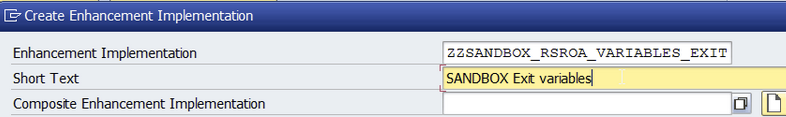 Create Enhancement Implementation
Enhancement Implementation ZZSANDBOX_RSROA_VARIABLES_EXIT
Short Text SANDBOX Exit variables
Composite Enhancement Implementation